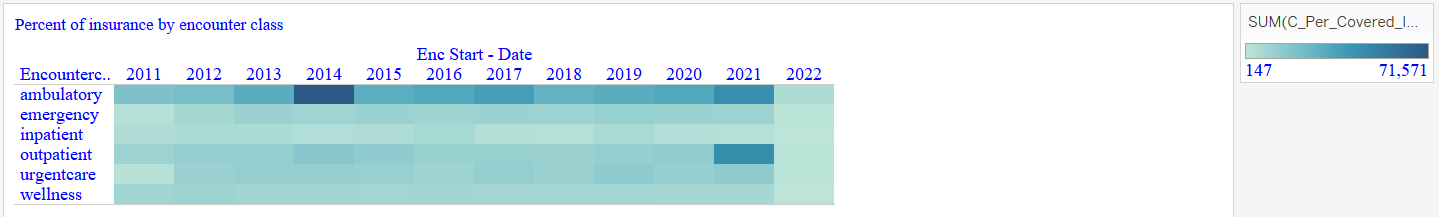 Percent of insurance by encounter class
SUM(C_Per_Covered_I...
147 71,571
Enc Start - Date
Encounterc.. 2011 2012 2013 2014 2015 2016 2017 2018 2019 2020 2021 2022
ambulatory
emergency
inpatient
outpatient
urgentcare
wellness